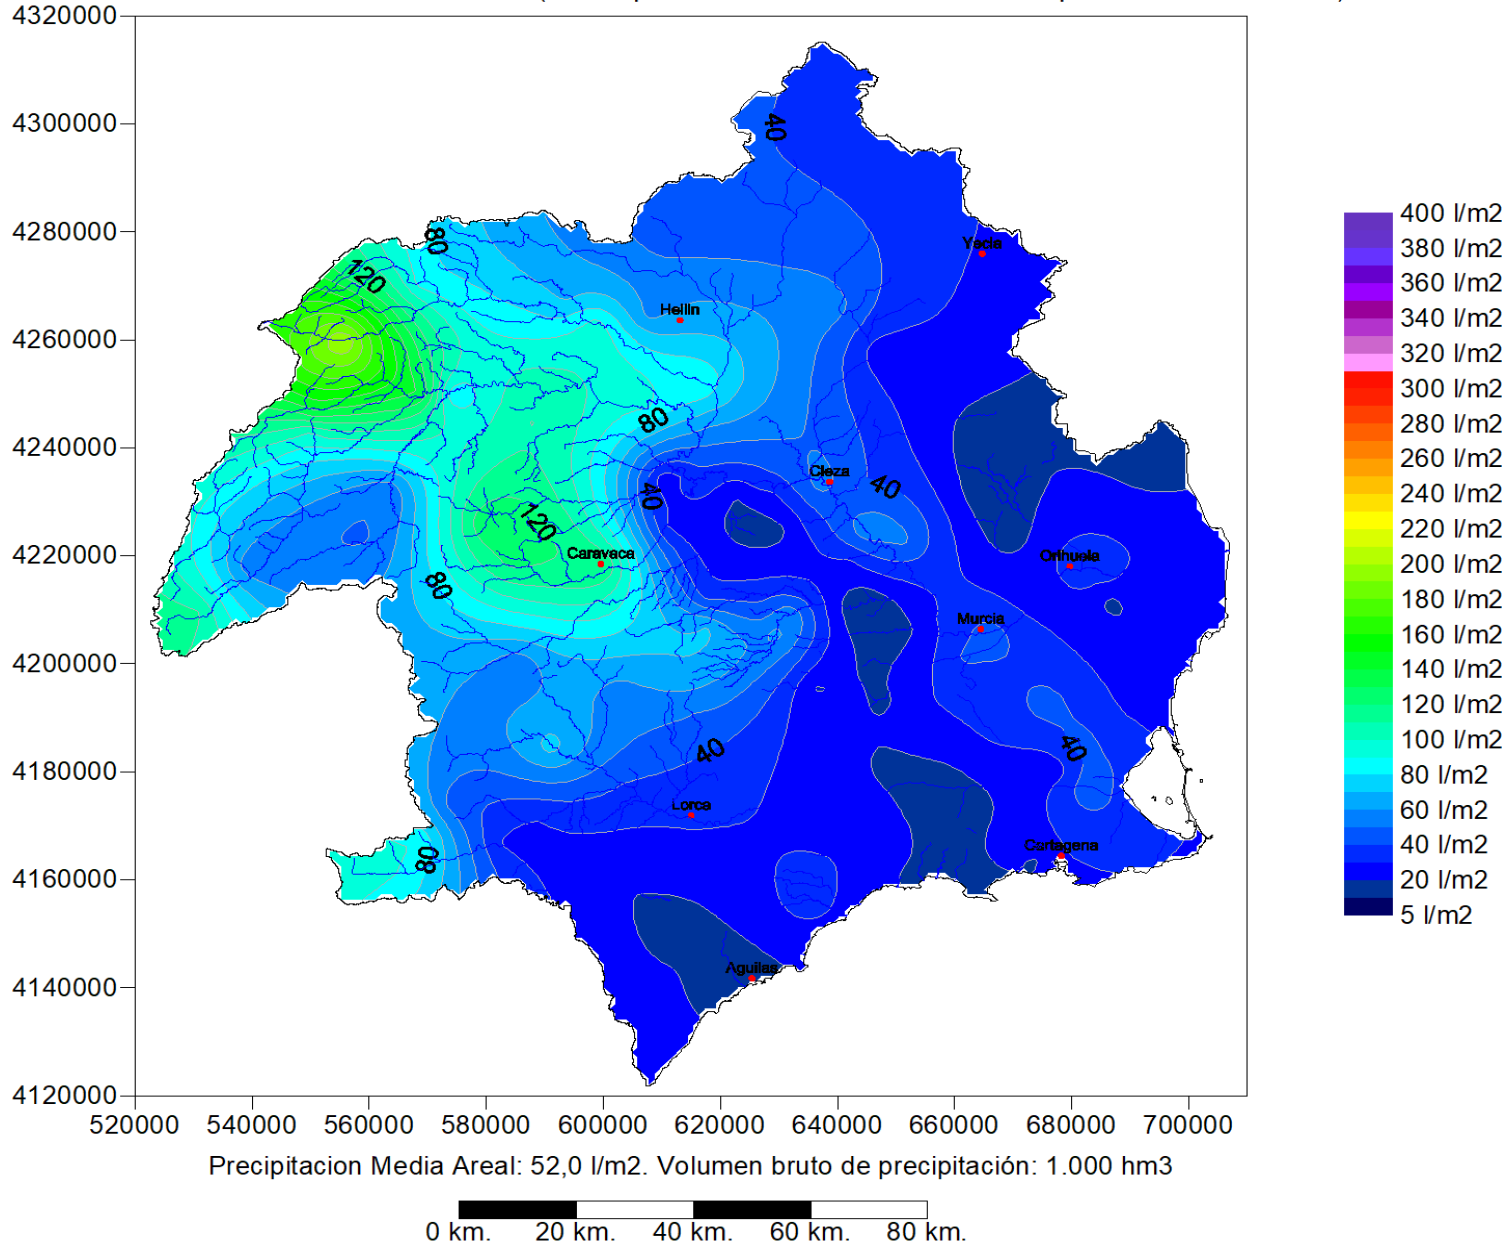 4320000
4300000
4280000
4260000
4240000
4220000
4200000
4180000
4160000
4140000
4120000
520000 540000 560000 580000 600000 620000 640000 660000 680000 700000
40
Yecla
80
120
Hellin
80
Cieza
40
40
120
Caravaca
Orihuela
80
Murcia
40
40
Lorca
80
Cartagena
Aguilas
400 l/m2
380 l/m2
360 l/m2
340 l/m2
320 l/m2
300 l/m2
280 l/m2
260 l/m2
240 l/m2
220 l/m2
200 l/m2
180 l/m2
160 l/m2
140 l/m2
120 l/m2
100 l/m2
80 l/m2
60 l/m2
40 l/m2
20 l/m2
5 l/m2
Precipitacion Media Areal: 52,0 l/m2. Volumen bruto de precipitación: 1.000 hm3
0 km. 20 km. 40 km. 60 km. 80 km.